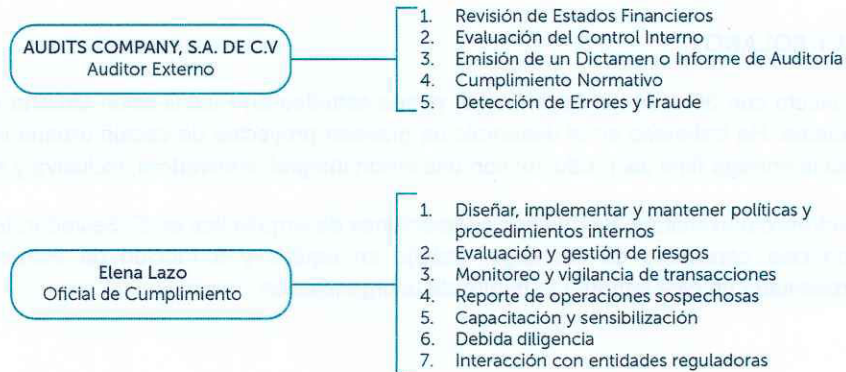 AUDITS COMPANY, S.A. DE C.V
Auditor Externo
1. Revisión de Estados Financieros
2. Evaluación del Control Interno
3. Emisión de un Dictamen o Informe de Auditoría
4. Cumplimiento Normativo
5. Detección de Errores y Fraude
Elena Lazo
Oficial de Cumplimiento
1. Diseñar, implementar y mantener políticas y
procedimientos internos
2. Evaluación y gestión de riesgos
3. Monitoreo y vigilancia de transacciones
4. Reporte de operaciones sospechosas
5. Capacitación y sensibilización
6. Debida diligencia
7. Interacción con entidades reguladoras